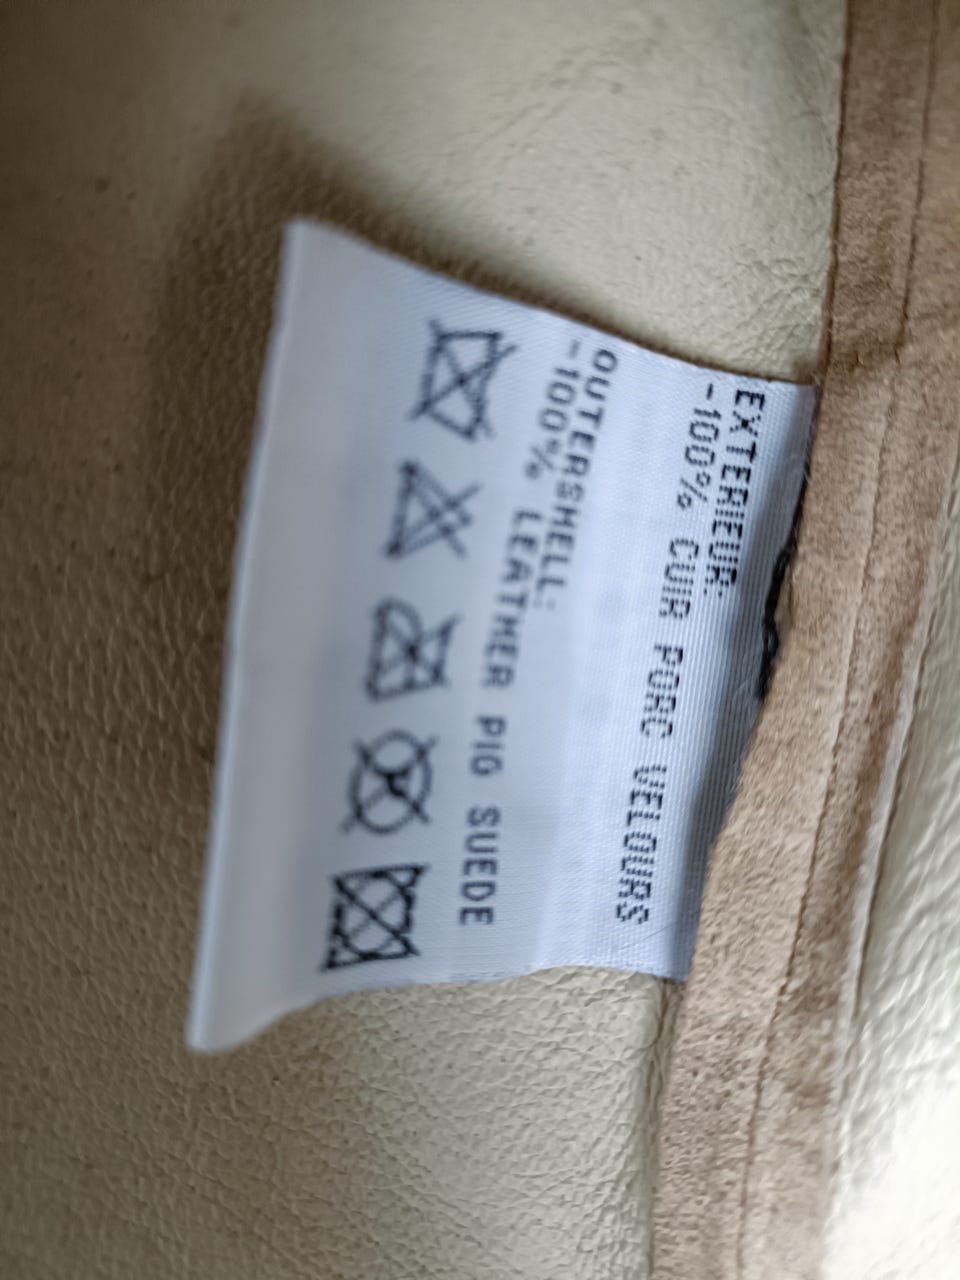 EXTERIEUR:
-100% CUIR PORC VELOURS
OUTERSHELL:
-100% LEATHER PIG SUEDE